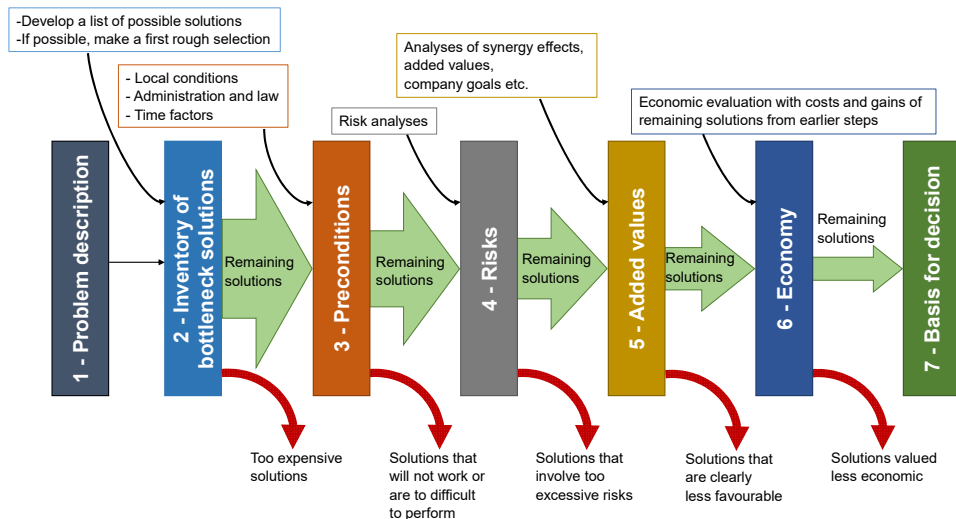 -Develop a list of possible solutions
-If possible, make a first rough selection
- Local conditions
- Administration and law
- Time factors
Risk analyses
Analyses of synergy effects,
added values,
company goals etc.
Economic evaluation with costs and gains of
remaining solutions from earlier steps
1 - Problem description
2 - Inventory of
bottleneck solutions
Remaining
solutions
3 - Preconditions
Remaining
solutions
4 - Risks
Remaining
solutions
5 - Added values
Remaining
solutions
6 - Economy
Remaining
solutions
7 - Basis for decision
Too expensive
solutions
Solutions that
will not work or
are to difficult
to perform
Solutions that
involve too
excessive risks
Solutions that
are clearly
less favourable
Solutions valued
less economic